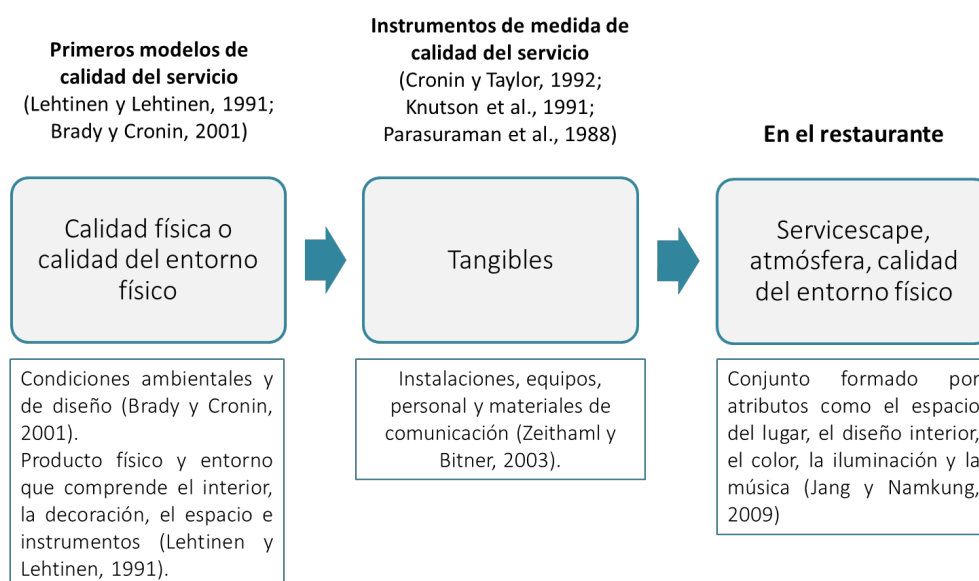 Primeros modelos de
calidad del servicio
(Lehtinen y Lehtinen, 1991;
Brady y Cronin, 2001)
Calidad física o
calidad del entorno
físico
Condiciones ambientales y
de diseño (Brady y Cronin,
2001).
Producto físico y entorno
que comprende el interior,
la decoración, el espacio e
instrumentos (Lehtinen y
Lehtinen, 1991).
Instrumentos de medida de
calidad del servicio
(Cronin y Taylor, 1992;
Knutson et al., 1991;
Parasuraman et al., 1988)
Tangibles
Instalaciones, equipos,
personal y materiales de
comunicación (Zeithaml y
Bitner, 2003).
En el restaurante
Servicescape,
atmósfera, calidad
del entorno físico
Conjunto formado por
atributos como el espacio
del lugar, el diseño interior,
el color, la iluminación y la
música (Jang y Namkung,
2009)